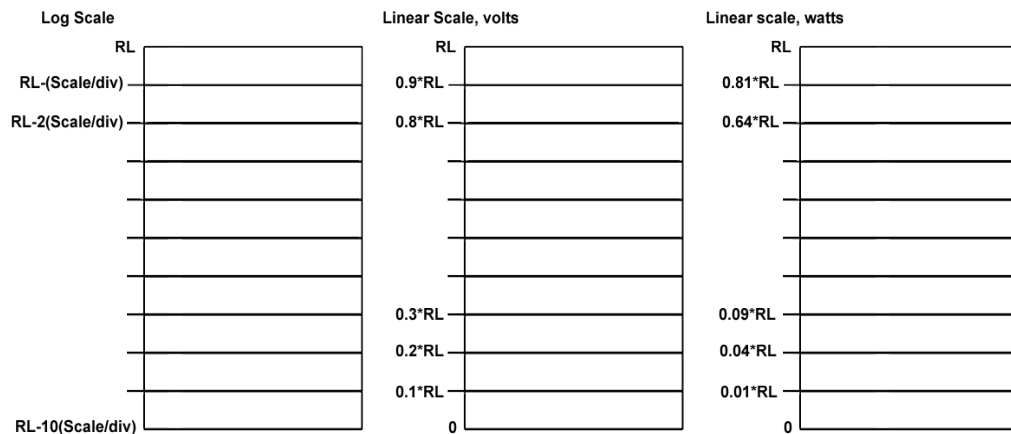 Log Scale
RL
RL-(Scale/div)
RL-2(Scale/div)
RL-10(Scale/div)
Linear Scale, volts
RL
0.9*RL
0.8*RL
0.3*RL
0.2*RL
0.1*RL
0
Linear scale, watts
RL
0.81*RL
0.64*RL
0.09*RL
0.04*RL
0.01*RL
0